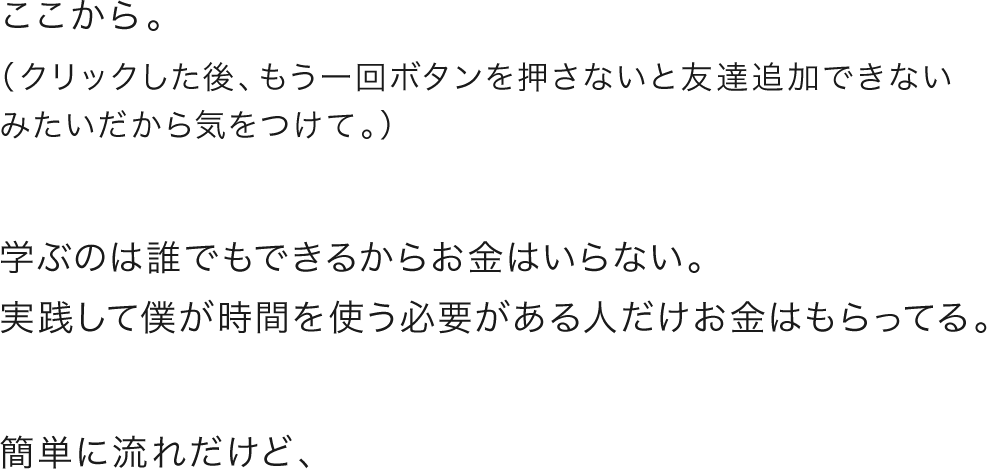 ここから。
（クリックした後、もう一回ボタンを押さないと友達追加できない
みたいだから気をつけて。）
学ぶのは誰でもできるからお金はいらない。
実践して僕が時間を使う必要がある人だけお金はもらってる。
簡単に流れだけど、